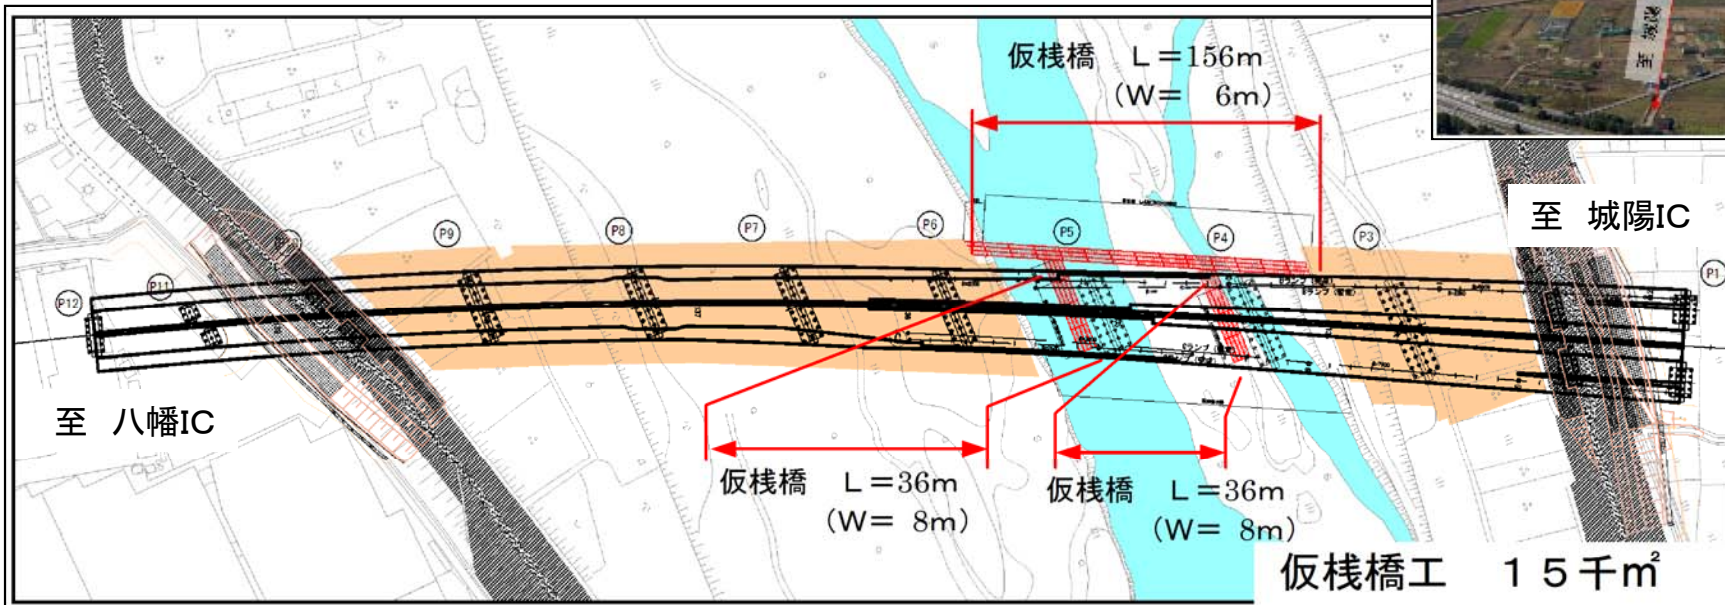 仮桟橋 L=156m
(W= 6m)
至 城陽IC
P9
P8
P7
P6
P5
P4
P3
P1
P12
P11
至 八幡IC
仮桟橋 L=36m
(W= 8m)
仮桟橋 L=36m
(W= 8m)
仮桟橋工 15千㎡